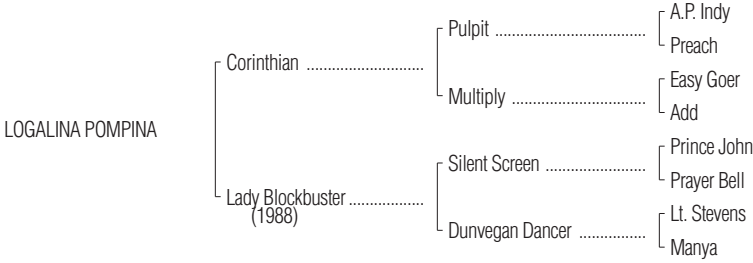 A.P. Indy
Pulpit ....................................
Preach
Corinthian ............................
Easy Goer
Multiply ................................
Add
LOGALINA POMPINA
Prince John
Silent Screen ........................
Prayer Bell
Lady Blockbuster ..................
(1988)
Lt. Stevens
Dunvegan Dancer ................
Manya